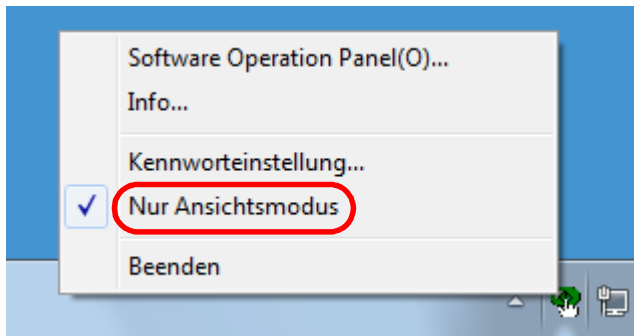 Software Operation Panel(O)...
Info...
Kennworteinstellung...
Nur Ansichtsmodus
Beenden